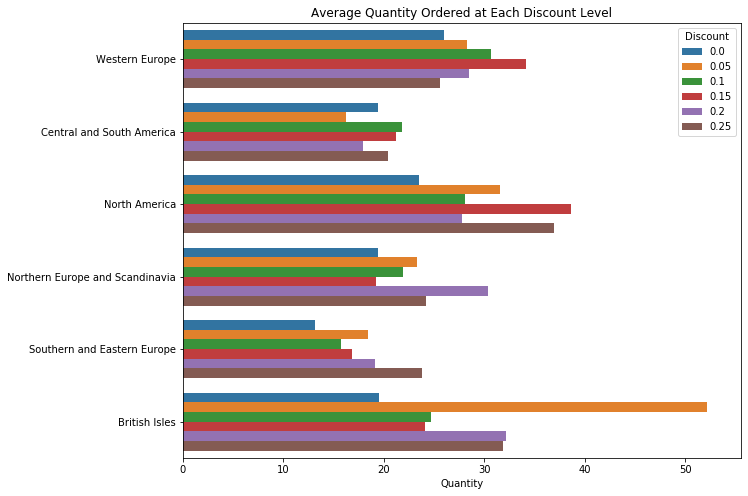 Average Quantity Ordered at Each Discount Level
Discount
0.0
0.05
0.1
0.15
0.2
0.25
Western Europe
Central and South America
North America
Northern Europe and Scandinavia
Southern and Eastern Europe
British Isles
0 10 20 30 40 50
Quantity